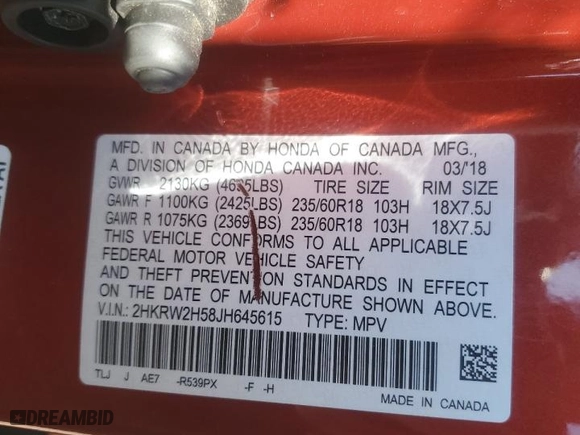 MFD. IN CANADA BY HONDA OF CANADA MFG.,
A DIVISION OF HONDA CANADA INC. 03/'18
GVWR 2130KG (4695LBS) TIRE SIZE RIM SIZE
GAWR F 1100KG (2425LBS) 235/60R18 103H 18X7.5J
GAWR R 1075KG (2369LBS) 235/60R18 103H 18X7.5J
THIS VEHICLE CONFORMS TO ALL APPLICABLE
FEDERAL MOTOR VEHICLE SAFETY
AND THEFT PREVENTION STANDARDS IN EFFECT
ON THE DATE OF MANUFACTURE SHOWN ABOVE.
V.I.N.: 2HKRW2H58JH645615 TYPE: MPV
TLJ J AE7 -R539PX -F -H
MADE IN CANADA
DREAMBID